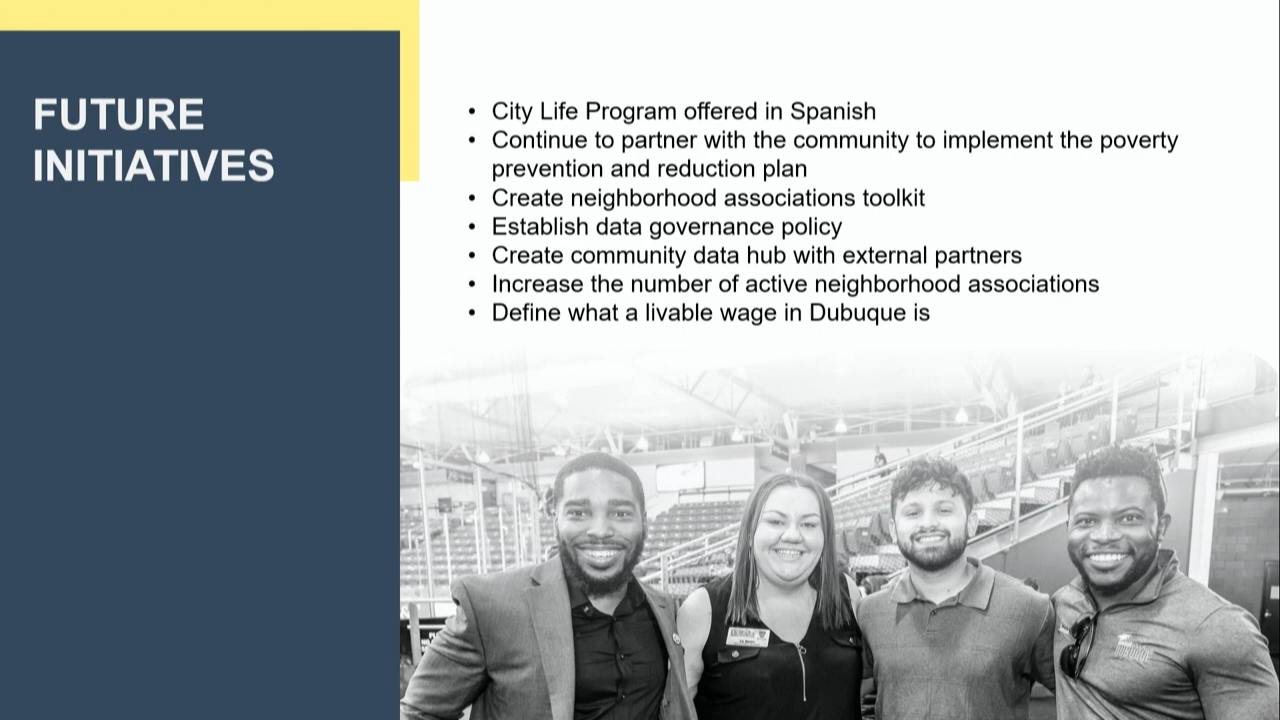 FUTURE
INITIATIVES
• City Life Program offered in Spanish
• Continue to partner with the community to implement the poverty
prevention and reduction plan
• Create neighborhood associations toolkit
• Establish data governance policy
• Create community data hub with external partners
• Increase the number of active neighborhood associations
• Define what a livable wage in Dubuque is